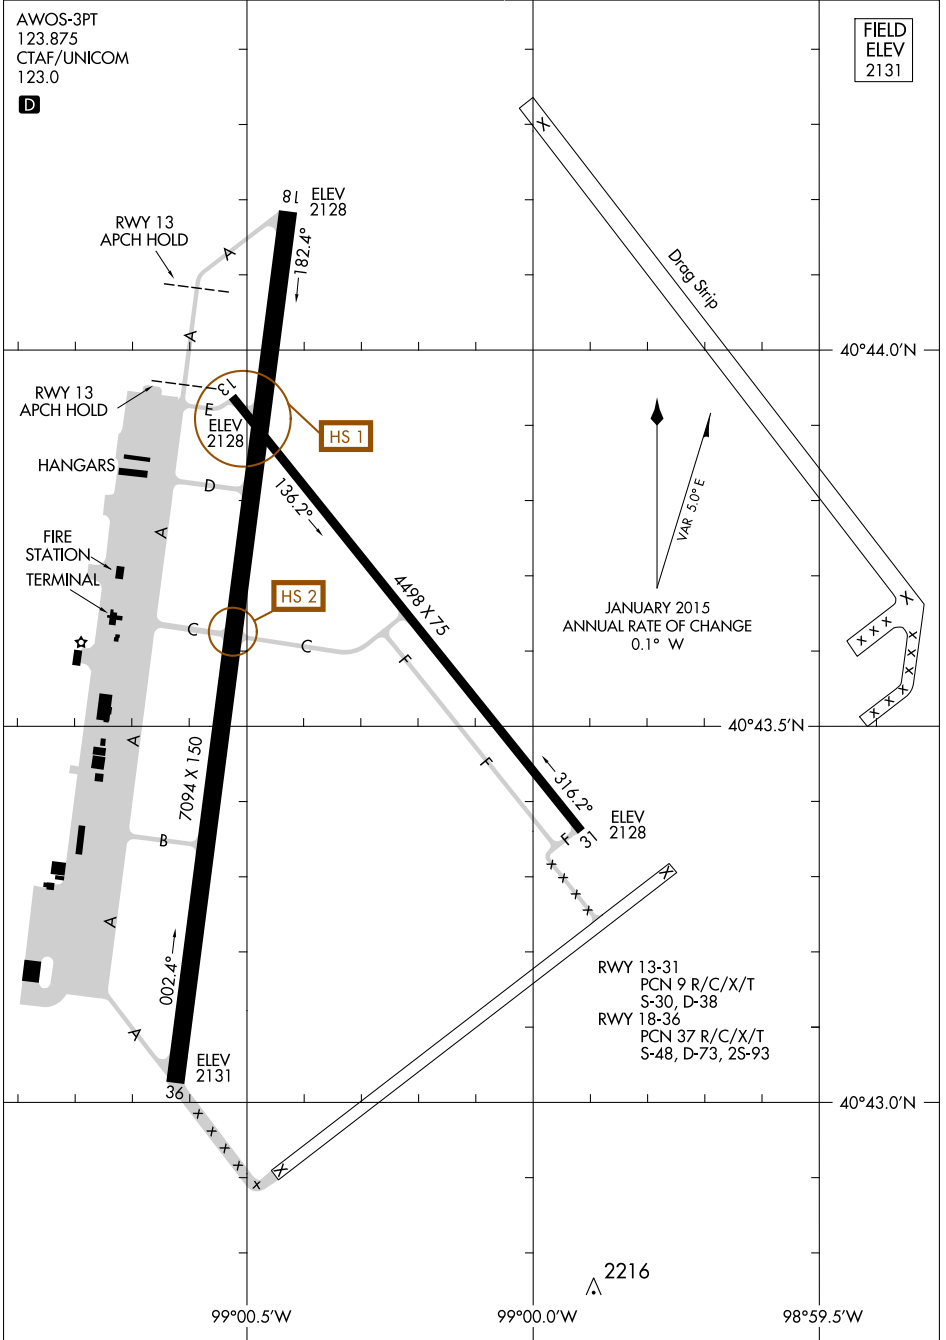 AWOS-3PT
123.875
CTAF/UNICOM
123.0
D
FIELD
ELEV
2131
18
ELEV
2128
RWY 13
APCH HOLD
A
182.4°
Drag Strip
X
A
40°44.0'N
RWY 13
APCH HOLD
13
E
ELEV
2128
HS 1
HANGARS
D
136.2°
VAR 5.0° E
A
FIRE
STATION
TERMINAL
HS 2
4498 X 75
JANUARY 2015
ANNUAL RATE OF CHANGE
0.1° W
X
X X X
X X X
X X X
C
C
F
A
40°43.5'N
7094 X 150
F
316.2°
ELEV
2128
B
F
31
X X X X
X
A
002.4°
RWY 13-31
PCN 9 R/C/X/T
S-30, D-38
RWY 18-36
PCN 37 R/C/X/T
S-48, D-73, 2S-93
A
ELEV
2131
36
40°43.0'N
X X X X X
X
2216
99°00.5'W
99°00.0'W
98°59.5'W